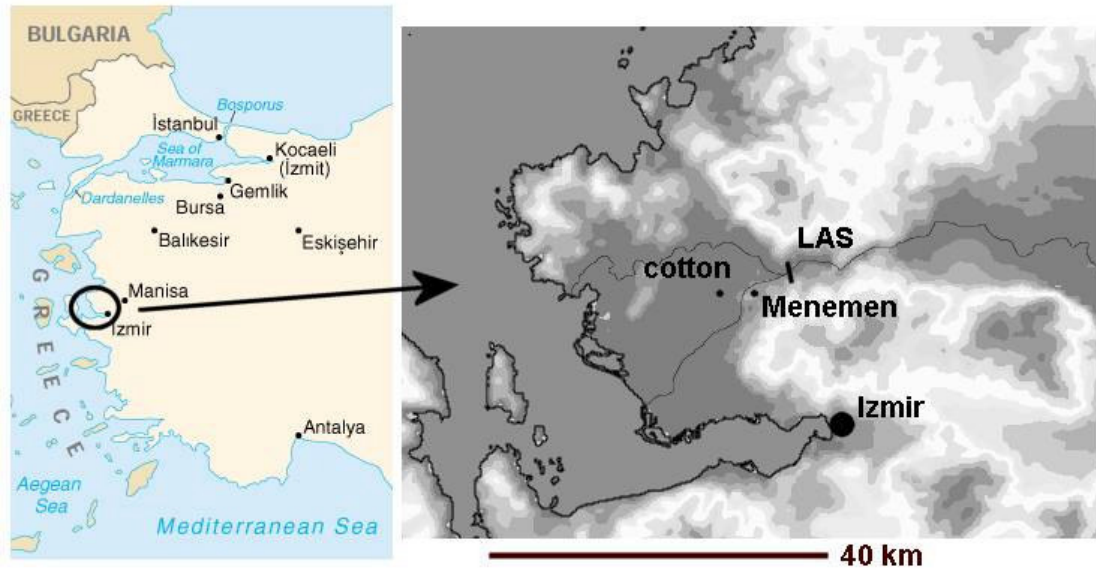 BULGARIA
GREECE
Bosporus
İstanbul
Sea of
Marmara
Kocaeli
(İzmit)
Gemlik
Dardanelles
Bursa
Balıkesir
Eskişehir
Manisa
İzmir
GREECE
Antalya
Aegean
Sea
Mediterranean Sea
LAS
cotton
Menemen
Izmir
40 km